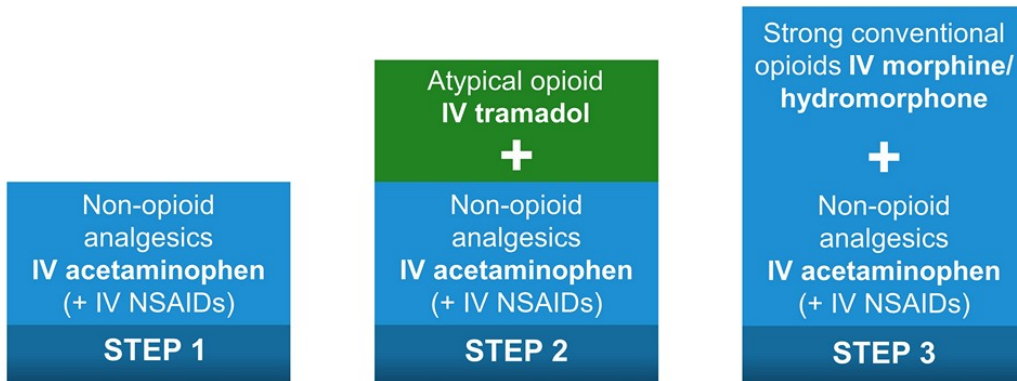 Non-opioid
analgesics
IV acetaminophen
(+ IV NSAIDs)
STEP 1
Atypical opioid
IV tramadol
+
Non-opioid
analgesics
IV acetaminophen
(+ IV NSAIDs)
STEP 2
Strong conventional
opioids IV morphine/
hydromorphone
+
Non-opioid
analgesics
IV acetaminophen
(+ IV NSAIDs)
STEP 3